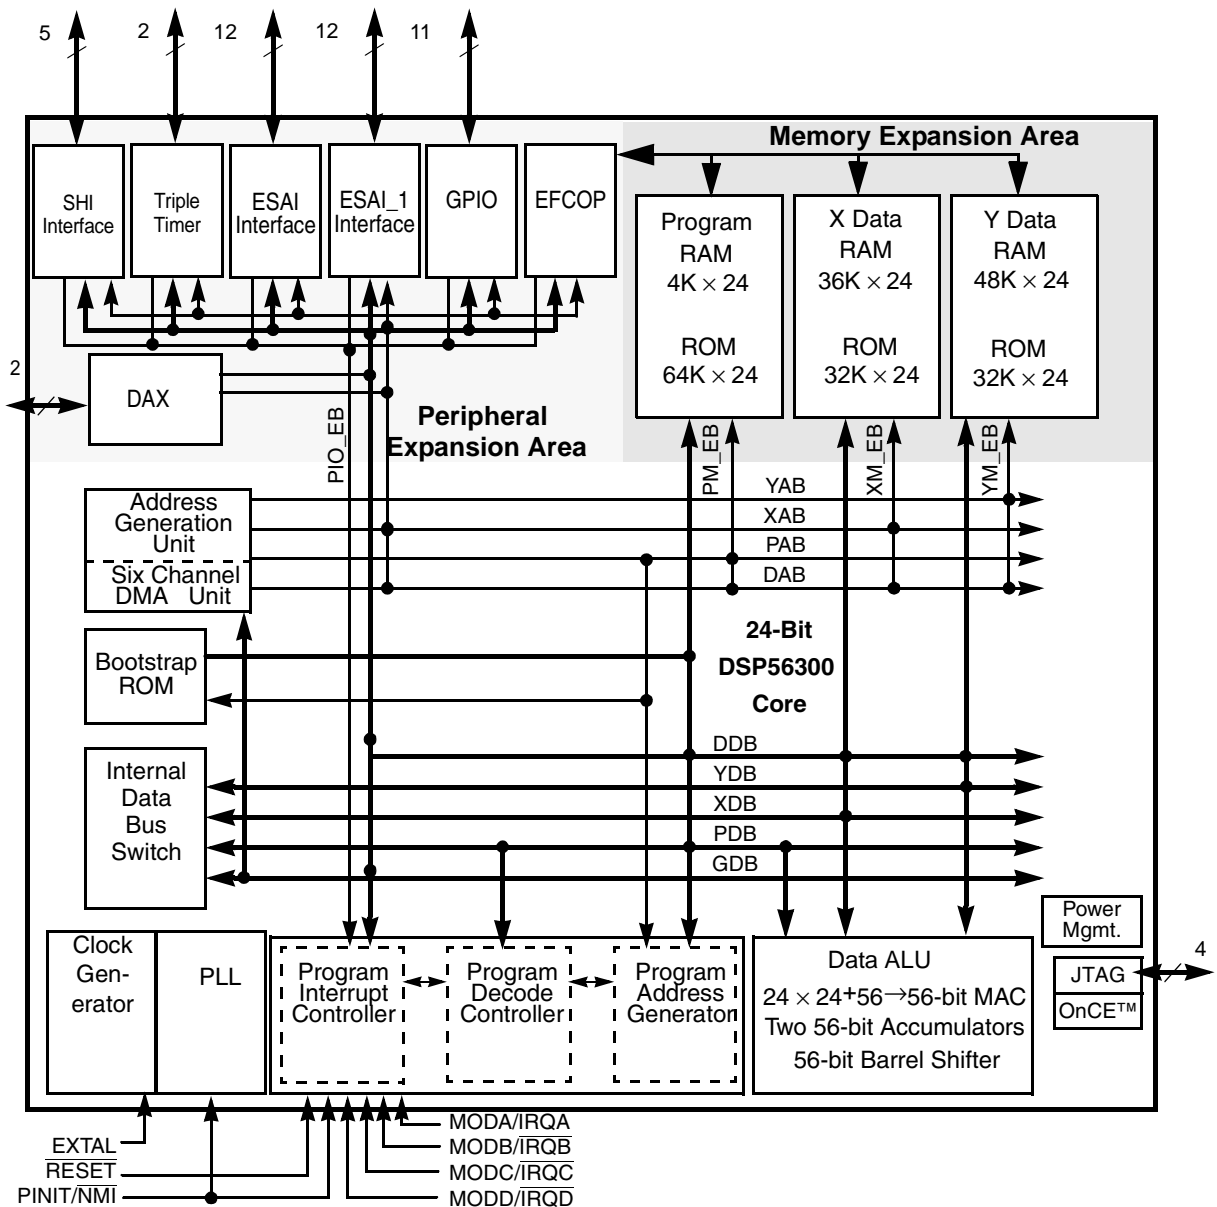 5
2
12
12
11
Memory Expansion Area
SHI
Interface
Triple
Timer
ESAI
Interface
ESAI_1
Interface
GPIO
EFCOP
Program
RAM
4K × 24
ROM
64K × 24
X Data
RAM
36K × 24
ROM
32K × 24
Y Data
RAM
48K × 24
ROM
32K × 24
2
DAX
PIO_EB
Peripheral
Expansion Area
PM_EB
XM_EB
YM_EB
Address
Generation
Unit
Six Channel
DMA Unit
YAB
XAB
PAB
DAB
Bootstrap
ROM
24-Bit
DSP56300
Core
Internal
Data
Bus
Switch
DDB
YDB
XDB
PDB
GDB
Clock
Gen-
erator
PLL
Program
Interrupt
Controller
Program
Decode
Controller
Program
Address
Generator
Data ALU
24 × 24+56→56-bit MAC
Two 56-bit Accumulators
56-bit Barrel Shifter
Power
Mgmt.
4
JTAG
OnCE™
EXTAL
RESET
PINIT/NMI
MODA/IRQA
MODB/IRQB
MODC/IRQC
MODD/IRQD